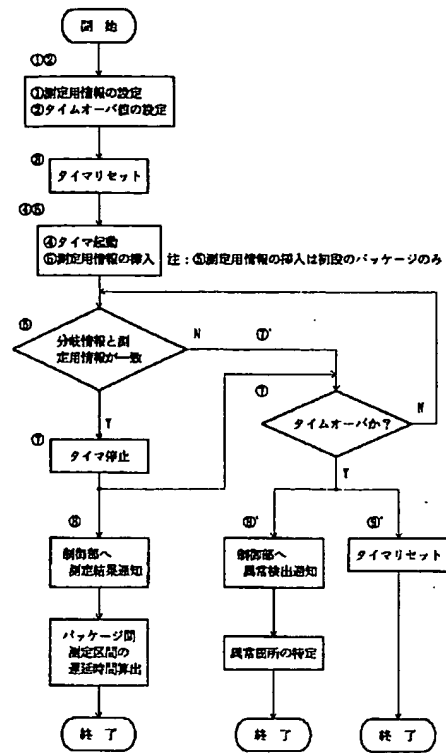 開 始
①②
①測定用情報の設定
②タイムオーバ値の設定
③
タイマリセット
④⑤
④タイマ起動
⑤測定用情報の挿入
注：⑤測定用情報の挿入は初段のパッケージのみ
⑥
分岐情報と測
定用情報が一致
N
⑦'
Y
⑦
タイムオーバか？
N
Y
⑦
タイマ停止
⑧
制御部へ
測定結果通知
⑧'
制御部へ
異常検出通知
⑨'
タイマリセット
パッケージ間
測定区間の
遅延時間算出
異常箇所の特定
終 了
終 了
終 了